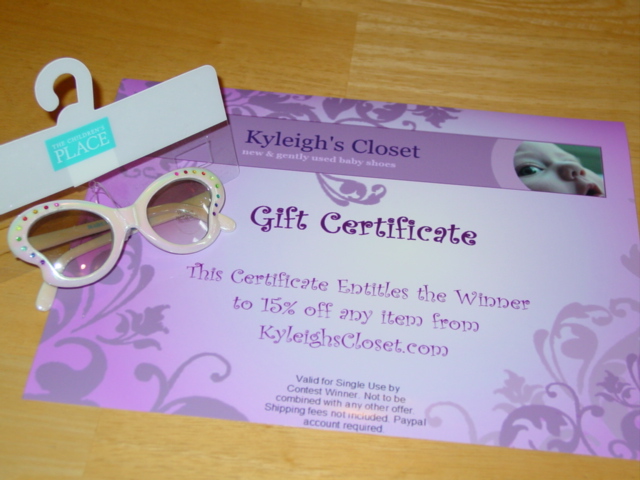 THE CHILDREN'S
PLACE
Kyleigh's Closet
new & gently used baby shoes
Gift Certificate
This Certificate Entitles the Winner
to 15% off any item from
KyleighsCloset.com
Valid for Single Use by
Contest Winner. Not to be
combined with any other offer.
Shipping fees not included. Paypal
account required.